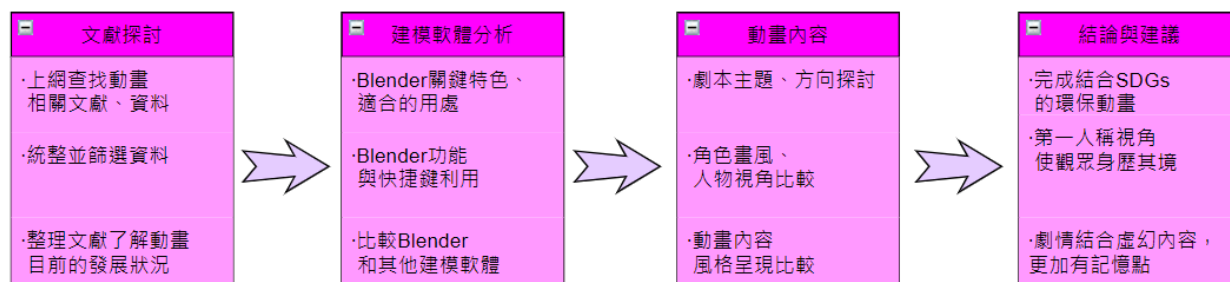 文獻探討
·上網查找動畫
相關文獻、資料
·統整並篩選資料
·整理文獻了解動畫
目前的發展狀況
建模軟體分析
·Blender關鍵特色、
適合的用處
·Blender功能
與快捷鍵利用
·比較Blender
和其他建模軟體
動畫內容
·劇本主題、方向探討
·角色畫風、
人物視角比較
·動畫內容
風格呈現比較
結論與建議
·完成結合SDGs
的環保動畫
·第一人稱視角
使觀眾身歷其境
·劇情結合虛幻內容，
更加有記憶點